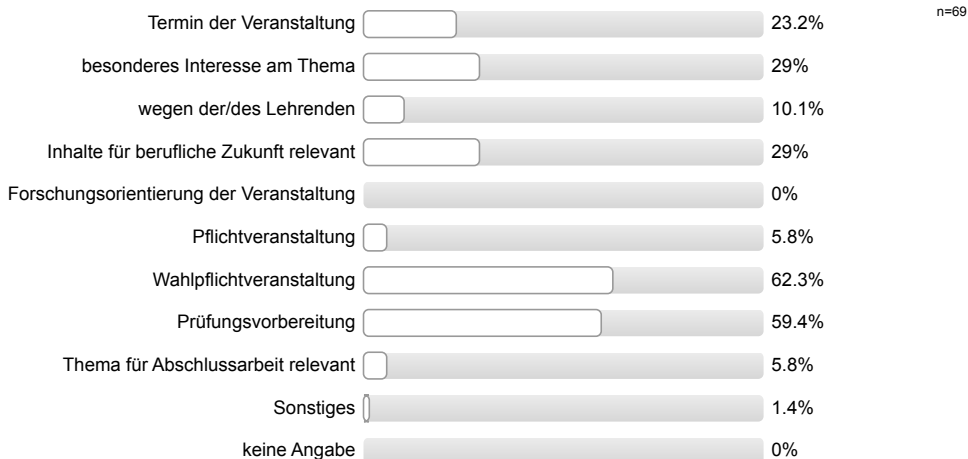 n=69
Termin der Veranstaltung 23.2%
besonderes Interesse am Thema 29%
wegen der/des Lehrenden 10.1%
Inhalte für berufliche Zukunft relevant 29%
Forschungsorientierung der Veranstaltung 0%
Pflichtveranstaltung 5.8%
Wahlpflichtveranstaltung 62.3%
Prüfungsvorbereitung 59.4%
Thema für Abschlussarbeit relevant 5.8%
Sonstiges 1.4%
keine Angabe 0%